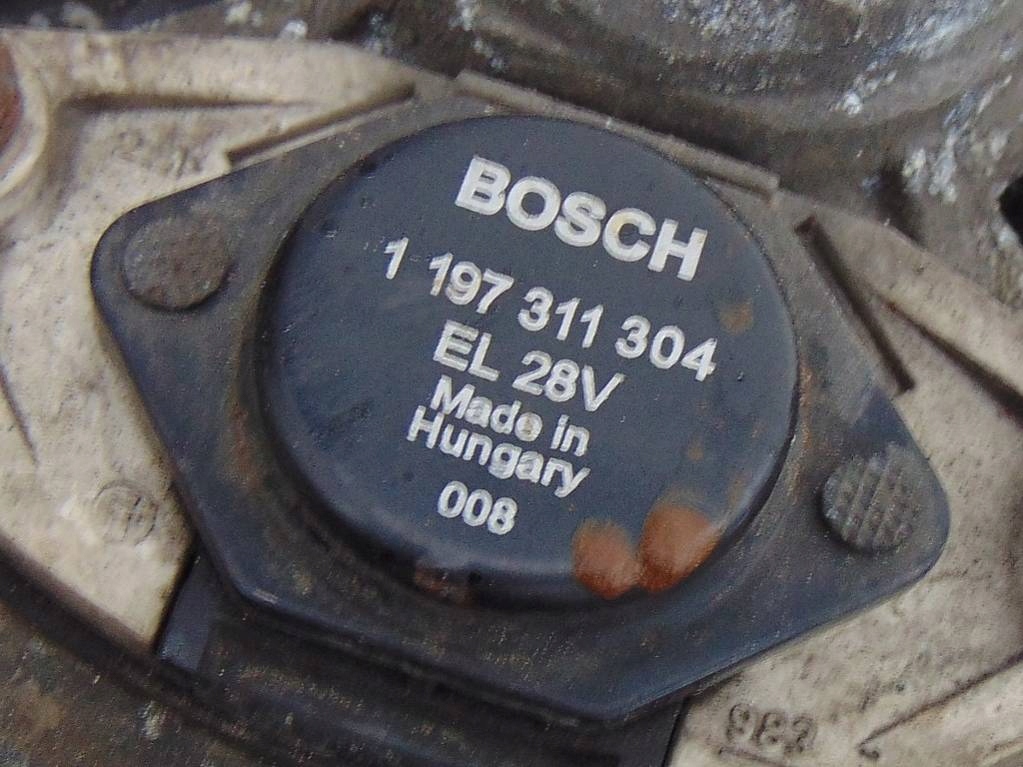 BOSCH
1 197 311 304
EL 28V
Made in
Hungary
008